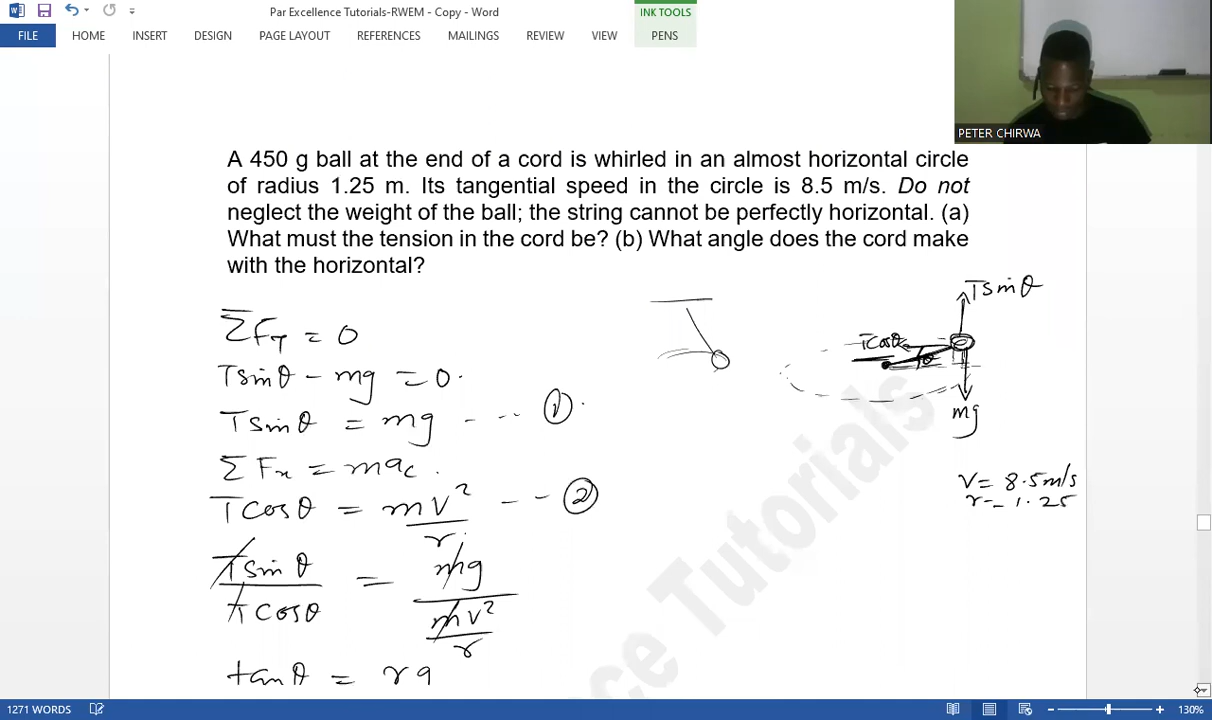 Par Excellence Tutorials-RWEM - Copy - Word
INK TOOLS
FILE HOME INSERT DESIGN PAGE LAYOUT REFERENCES MAILINGS REVIEW VIEW PENS
PETER CHIRWA
A 450 g ball at the end of a cord is whirled in an almost horizontal circle
of radius 1.25 m. Its tangential speed in the circle is 8.5 m/s. Do not
neglect the weight of the ball; the string cannot be perfectly horizontal. (a)
What must the tension in the cord be? (b) What angle does the cord make
with the horizontal?
ΣFy = 0
Tsinθ - mg = 0.
Tsinθ = mg --- ①
ΣFx = mac.
Tcosθ = mv²/r --- ②
Tsinθ/Tcosθ = mg/(mv²/r)
tanθ = rg
Tsinθ
Tcosθ
θ
mg
v = 8.5m/s
r = 1.25
nce Tutorials
1271 WORDS
130%